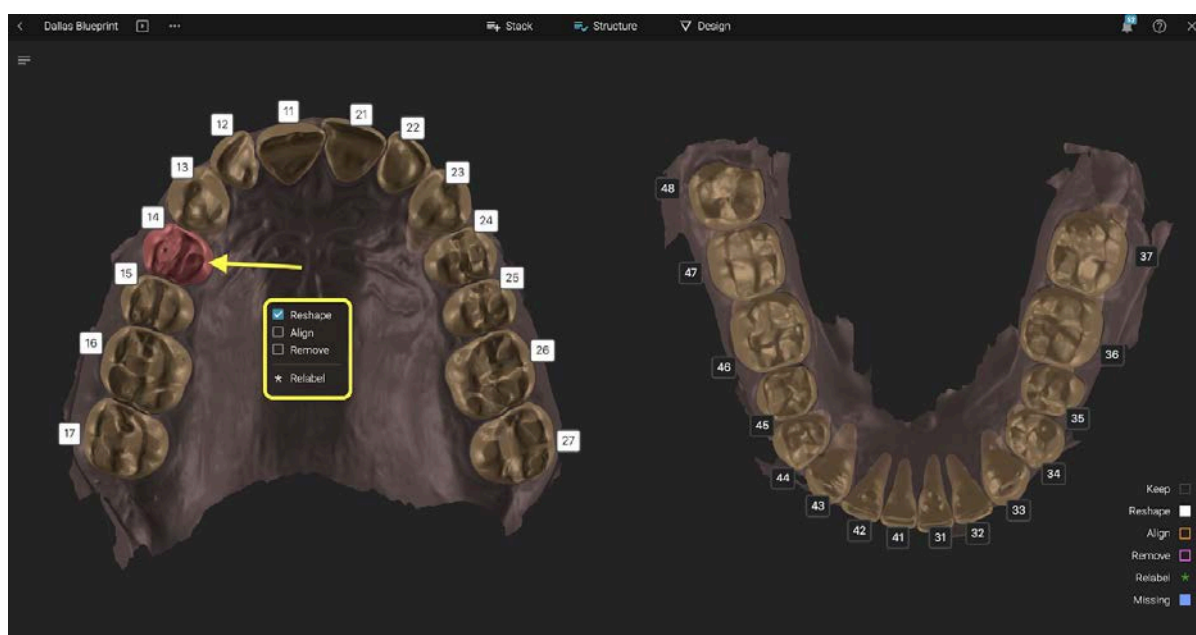 Dallas Blueprint
Stack
Structure
Design
52
11
21
12
22
13
23
14
24
15
25
16
26
17
27
Reshape
Align
Remove
Relabel
48
37
47
36
46
35
45
34
44
33
43
32
42
41
31
Keep
Reshape
Align
Remove
Relabel
Missing